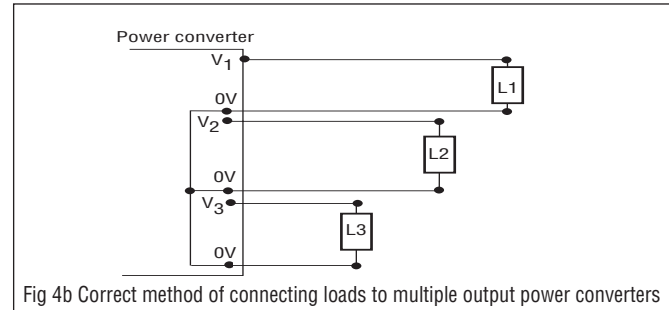 Power converter
V1
L1
0V
V2
L2
0V
V3
L3
0V
Fig 4b Correct method of connecting loads to multiple output power converters